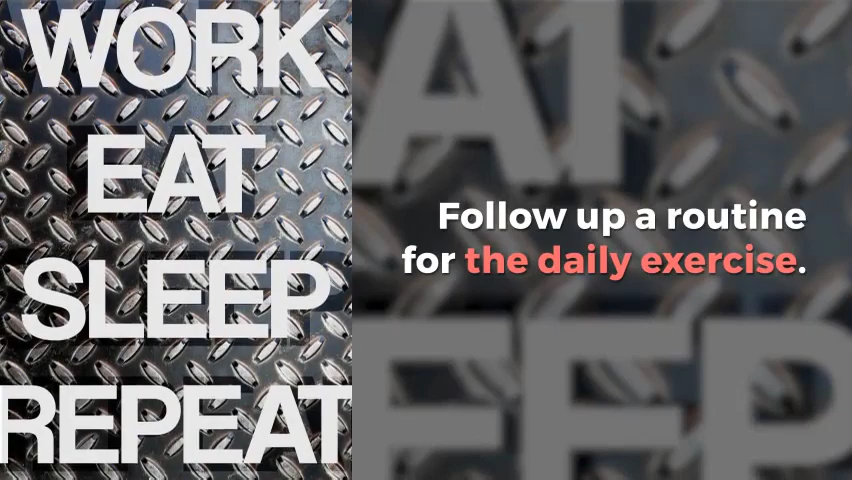 WORK
EAT
SLEEP
REPEAT
Follow up a routine
for the daily exercise.